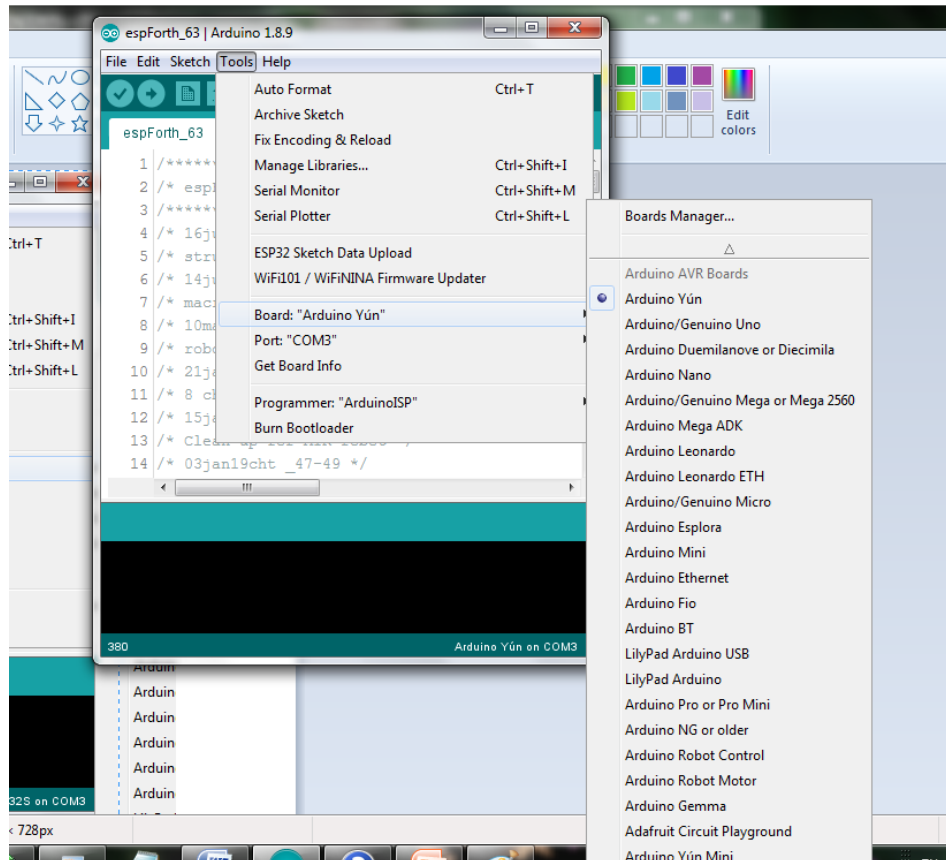 espForth_63 | Arduino 1.8.9
File Edit Sketch Tools Help
Auto Format Ctrl+T
Archive Sketch
Fix Encoding & Reload
Manage Libraries... Ctrl+Shift+I
Serial Monitor Ctrl+Shift+M
Serial Plotter Ctrl+Shift+L
ESP32 Sketch Data Upload
WiFi101 / WiFiNINA Firmware Updater
Board: "Arduino Yún"
Port: "COM3"
Get Board Info
Programmer: "ArduinoISP"
Burn Bootloader
espForth_63
1 /******
2 /* espl
3 /******
4 /* 16ju
5 /* stru
6 /* 14ju
7 /* mac
8 /* 10ma
9 /* robo
10 /* 21ja
11 /* 8 c
12 /* 15ja
13 /* Clean up for
14 /* 03jan19cht _47-49 */
380
Arduino Yún on COM3
Boards Manager...
Arduino AVR Boards
Arduino Yún
Arduino/Genuino Uno
Arduino Duemilanove or Diecimila
Arduino Nano
Arduino/Genuino Mega or Mega 2560
Arduino Mega ADK
Arduino Leonardo
Arduino Leonardo ETH
Arduino/Genuino Micro
Arduino Esplora
Arduino Mini
Arduino Ethernet
Arduino Fio
Arduino BT
LilyPad Arduino USB
LilyPad Arduino
Arduino Pro or Pro Mini
Arduino NG or older
Arduino Robot Control
Arduino Robot Motor
Arduino Gemma
Adafruit Circuit Playground
Arduino Yún Mini
Edit
colors
Ctrl+T
Ctrl+Shift+I
Ctrl+Shift+M
Ctrl+Shift+L
32S on COM3
Arduin
Arduin
Arduin
Arduin
Arduin
Arduin
728px